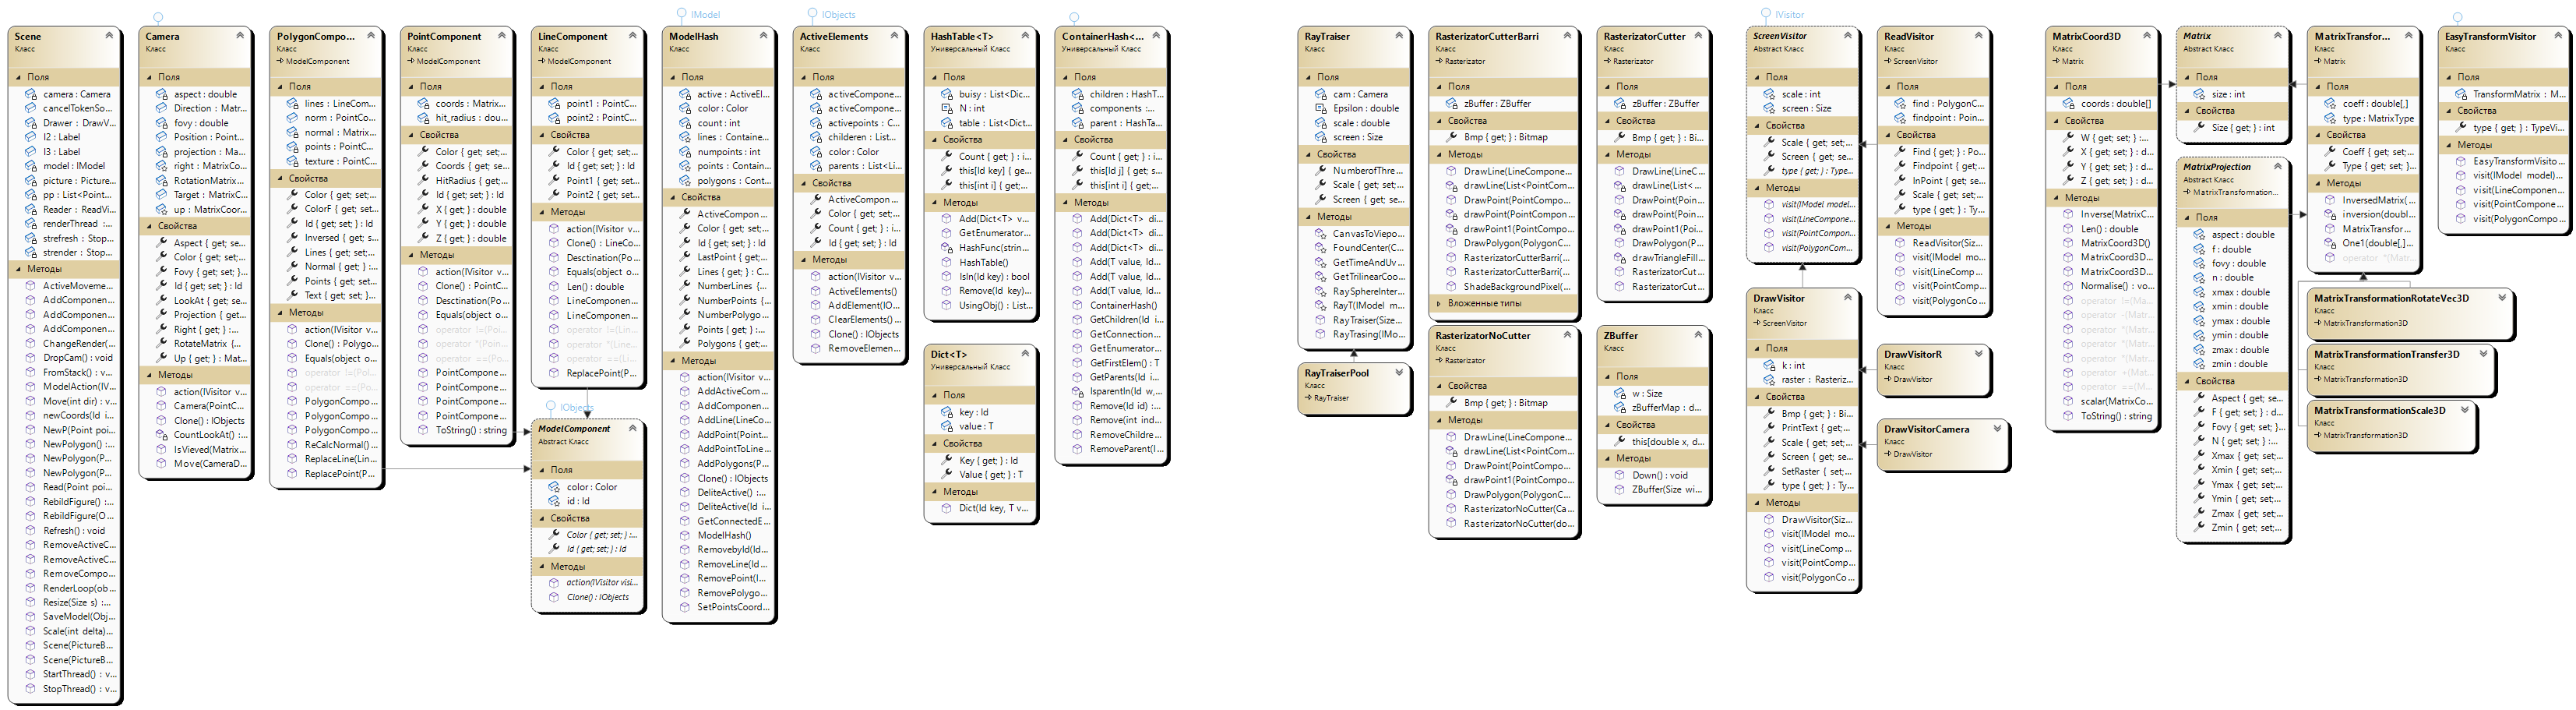 Scene
Класс
Поля
camera : Camera
cancelTokenSo...
Drawer : DrawV...
l2 : Label
l3 : Label
model : IModel
picture : Picture...
pp : List<Point...
Reader : ReadVi...
renderThread : ...
strefresh : Stop...
strender : Stop...
Методы
ActiveMoveme...
AddComponen...
AddComponen...
AddComponen...
ChangeRender(...
DropCam() : void
FromStack() : v...
ModelAction(IV...
Move(int dir) : v...
newCoords(Id i...
NewP(Point poi...
NewPolygon() :...
NewPolygon(P...
NewPolygon(P...
Read(Point poi...
RebildFigure() :...
RebildFigure(O...
Refresh() : void
RemoveActiveC...
RemoveActiveC...
RemoveCompo...
RenderLoop(ob...
Resize(Size s) :...
SaveModel(Obj...
Scale(int delta)...
Scene(PictureB...
Scene(PictureB...
StartThread() : v...
StopThread() : v...
Camera
Класс
Поля
aspect : double
Direction : Matr...
fovy : double
Position : Point...
projection : Ma...
right : MatrixCo...
RotationMatrix ...
Target : MatrixC...
up : MatrixCoor...
Свойства
Aspect { get; se...
Color { get; set;...
Fovy { get; set; }...
Id { get; set; } : Id
LookAt { get; se...
Projection { get...
Right { get; } :...
RotateMatrix {...
Up { get; } : Mat...
Методы
action(IVisitor v...
Camera(PointC...
Clone() : IObjects
CountLookAt() :...
IsVieved(Matrix...
Move(CameraD...
PolygonCompo...
Класс
ModelComponent
Поля
lines : LineCom...
norm : PointCo...
normal : Matrix...
points : PointC...
texture : PointC...
Свойства
Color { get; set;...
ColorF { get; set...
Id { get; set; } : Id
Inversed { get; s...
Lines { get; set;...
Normal { get; }...
Points { get; set...
Text { get; set; }...
Методы
action(IVisitor v...
Clone() : Polygo...
Equals(object o...
operator !=(Pol...
operator ==(Pol...
PolygonCompo...
PolygonCompo...
PolygonCompo...
ReCalcNormal()...
ReplaceLine(Lin...
ReplacePoint(P...
PointComponent
Класс
ModelComponent
Поля
coords : Matrix...
hit_radius : dou...
Свойства
Color { get; set;...
Coords { get; se...
HitRadius { get;...
Id { get; set; } : Id
X { get; } : double
Y { get; } : double
Z { get; } : double
Методы
action(IVisitor v...
Clone() : PointC...
Desctination(Po...
Equals(object o...
operator !=(Poi...
operator *(Poin...
operator ==(Poi...
PointCompone...
PointCompone...
PointCompone...
ToString() : string
LineComponent
Класс
ModelComponent
Поля
point1 : PointC...
point2 : PointC...
Свойства
Color { get; set;...
Id { get; set; } : Id
Point1 { get; set...
Point2 { get; set...
Методы
action(IVisitor v...
Clone() : LineCo...
Desctination(Po...
Equals(object o...
Len() : double
LineComponen...
LineComponen...
operator !=(Lin...
operator *(Line...
operator ==(Li...
ReplacePoint(P...
IObjects
ModelComponent
Abstract Класс
Поля
color : Color
id : Id
Свойства
Color { get; set; } :...
Id { get; set; } : Id
Методы
action(IVisitor visi...
Clone() : IObjects
IModel
ModelHash
Класс
Поля
active : ActiveEl...
color : Color
count : int
lines : Containe...
numpoints : int
points : Contain...
polygons : Cont...
Свойства
ActiveCompon...
Color { get; set;...
Id { get; set; } : Id
LastPoint { get;...
Lines { get; } : C...
NumberLines {...
NumberPoints {...
NumberPolygo...
Points { get; } :...
Polygons { get;...
Методы
action(IVisitor v...
AddActiveCom...
AddComponen...
AddLine(LineCo...
AddPoint(Point...
AddPointToLine...
AddPolygons(P...
Clone() : IObjects
DeliteActive() :...
DeliteActive(Id i...
GetConnectedE...
ModelHash()
RemovebyId(Id...
RemoveLine(Id...
RemovePoint(I...
RemovePolygo...
SetPointsCoord...
IObjects
ActiveElements
Класс
Поля
activeCompone...
activeCompone...
activepoints : C...
childeren : List...
color : Color
parents : List<Li...
Свойства
ActiveCompon...
Color { get; set;...
Count { get; } : i...
Id { get; set; } : Id
Методы
action(IVisitor v...
ActiveElements()
AddElement(IO...
ClearElements()...
Clone() : IObjects
RemoveElemen...
HashTable<T>
Универсальный Класс
Поля
buisy : List<Dic...
N : int
table : List<Dict...
Свойства
Count { get; } : i...
this[Id key] { ge...
this[int i] { get;...
Методы
Add(Dict<T> v...
GetEnumerator...
HashFunc(strin...
HashTable()
IsIn(Id key) : bool
Remove(Id key)...
UsingObj() : List...
Dict<T>
Универсальный Класс
Поля
key : Id
value : T
Свойства
Key { get; } : Id
Value { get; } : T
Методы
Dict(Id key, T v...
ContainerHash<...
Универсальный Класс
Поля
children : HashT...
components :...
parent : HashTa...
Свойства
Count { get; } : i...
this[Id j] { get; s...
this[int i] { get;...
Методы
Add(Dict<T> di...
Add(Dict<T> di...
Add(Dict<T> di...
Add(T value, Id...
Add(T value, Id...
ContainerHash()
GetChildren(Id i...
GetConnection...
GetEnumerator...
GetFirstElem() : T
GetParents(Id i...
IsparentIn(Id w,...
Remove(Id id) :...
Remove(int ind...
RemoveChildre...
RemoveParent(I...
RayTraiser
Класс
Поля
cam : Camera
Epsilon : double
scale : double
screen : Size
Свойства
NumberofThre...
Scale { get; set;...
Screen { get; se...
Методы
CanvasToViepo...
FoundCenter(C...
GetTimeAndUv...
GetTrilinearCoo...
RaySphereInter...
RayT(IModel m...
RayTraiser(Size...
RayTrasing(IMo...
RayTraiserPool
Класс
RayTraiser
RasterizatorCutterBarri
Класс
Rasterizator
Поля
zBuffer : ZBuffer
Свойства
Bmp { get; } : Bitmap
Методы
DrawLine(LineCompone...
drawLine(List<PointCom...
DrawPoint(PointCompo...
drawPoint(PointCompon...
drawPoint1(PointCompo...
DrawPolygon(PolygonC...
RasterizatorCutterBarri(...
RasterizatorCutterBarri(...
ShadeBackgroundPixel(...
Вложенные типы
RasterizatorNoCutter
Класс
Rasterizator
Свойства
Bmp { get; } : Bitmap
Методы
DrawLine(LineCompone...
drawLine(List<PointCom...
DrawPoint(PointCompo...
drawPoint1(PointCompo...
DrawPolygon(PolygonC...
RasterizatorNoCutter(Ca...
RasterizatorNoCutter(do...
RasterizatorCutter
Класс
Rasterizator
Поля
zBuffer : ZBuffer
Свойства
Bmp { get; } : Bi...
Методы
DrawLine(LineC...
drawLine(List<...
DrawPoint(Poin...
drawPoint(Poin...
drawPoint1(Poi...
DrawPolygon(P...
drawTriangleFill...
RasterizatorCut...
RasterizatorCut...
ZBuffer
Класс
Поля
w : Size
zBufferMap : d...
Свойства
this[double x, d...
Методы
Down() : void
ZBuffer(Size wi...
IVisitor
ScreenVisitor
Abstract Класс
Поля
scale : int
screen : Size
Свойства
Scale { get; set;...
Screen { get; se...
type { get; } : Type...
Методы
visit(IModel model...
visit(LineCompone...
visit(PointCompon...
visit(PolygonCom...
DrawVisitor
Класс
ScreenVisitor
Поля
k : int
raster : Rasteriz...
Свойства
Bmp { get; } : Bi...
PrintText { get;...
Scale { get; set;...
Screen { get; se...
SetRaster { set;...
type { get; } : Ty...
Методы
DrawVisitor(Siz...
visit(IModel mo...
visit(LineComp...
visit(PointComp...
visit(PolygonCo...
ReadVisitor
Класс
ScreenVisitor
Поля
find : PolygonC...
findpoint : Poin...
Свойства
Find { get; } : Po...
Findpoint { get;...
InPoint { get; se...
Scale { get; set;...
type { get; } : Ty...
Методы
ReadVisitor(Siz...
visit(IModel mo...
visit(LineComp...
visit(PointComp...
visit(PolygonCo...
DrawVisitorR
Класс
DrawVisitor
DrawVisitorCamera
Класс
DrawVisitor
MatrixCoord3D
Класс
Matrix
Поля
coords : double[]
Свойства
W { get; set; } :...
X { get; set; } : d...
Y { get; set; } : d...
Z { get; set; } : d...
Методы
Inverse(MatrixC...
Len() : double
MatrixCoord3D()
MatrixCoord3D...
MatrixCoord3D...
Normalise() : vo...
operator !=(Ma...
operator -(Matr...
operator *(Matr...
operator *(Matr...
operator *(Matr...
operator +(Mat...
operator ==(M...
scalar(MatrixCo...
ToString() : string
Matrix
Abstract Класс
Поля
size : int
Свойства
Size { get; } : int
MatrixProjection
Abstract Класс
MatrixTransformation...
Поля
aspect : double
f : double
fovy : double
n : double
xmax : double
xmin : double
ymax : double
ymin : double
zmax : double
zmin : double
Свойства
Aspect { get; se...
F { get; set; } : d...
Fovy { get; set; }...
N { get; set; } :...
Xmax { get; set;...
Xmin { get; set;...
Ymax { get; set;...
Ymin { get; set;...
Zmax { get; set;...
Zmin { get; set;...
MatrixTransfor...
Класс
Matrix
Поля
coeff : double[,]
type : MatrixType
Свойства
Coeff { get; set;...
Type { get; set; }...
Методы
InversedMatrix(...
inversion(doubl...
MatrixTransfor...
One1(double[,]...
operator *(Matr...
MatrixTransformationRotateVec3D
Класс
MatrixTransformation3D
MatrixTransformationTransfer3D
Класс
MatrixTransformation3D
MatrixTransformationScale3D
Класс
MatrixTransformation3D
EasyTransformVisitor
Класс
Поля
TransformMatrix : M...
Свойства
type { get; } : TypeVi...
Методы
EasyTransformVisito...
visit(IModel model)...
visit(LineComponen...
visit(PointComponen...
visit(PolygonCompo...